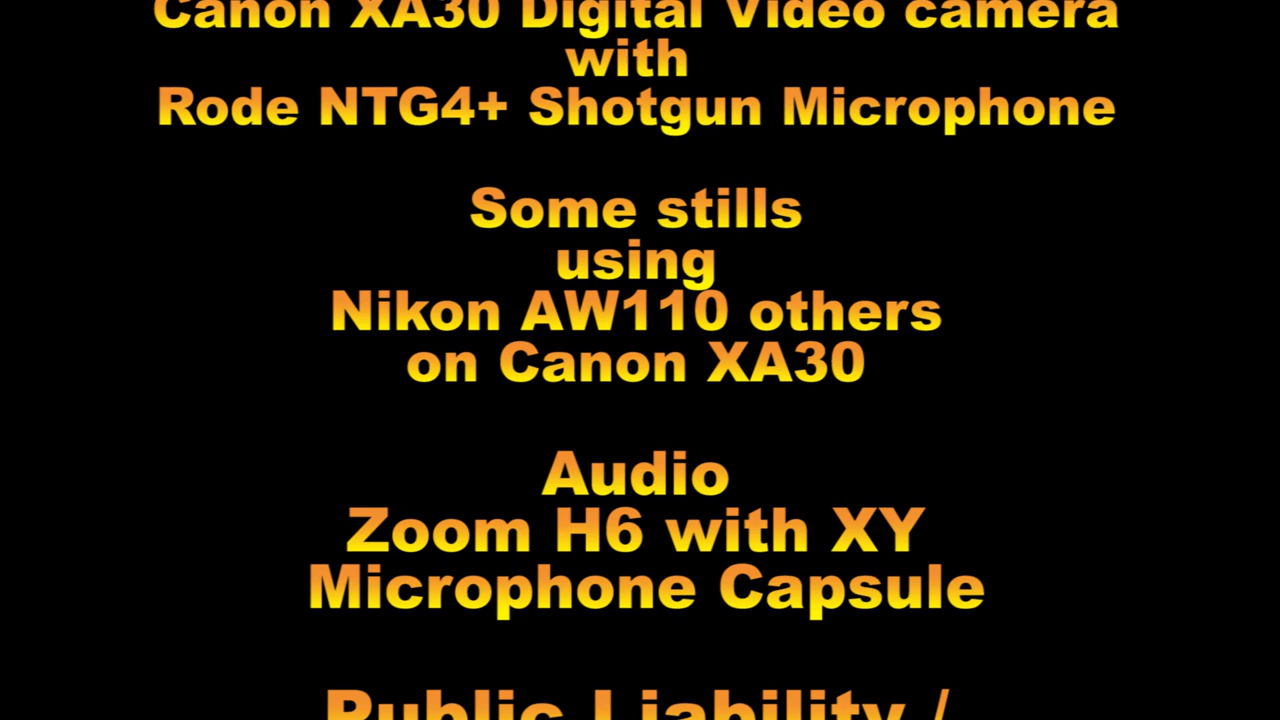 Canon XA30 Digital Video camera
with
Rode NTG4+ Shotgun Microphone
Some stills
using
Nikon AW110 others
on Canon XA30
Audio
Zoom H6 with XY
Microphone Capsule
Public Liability /